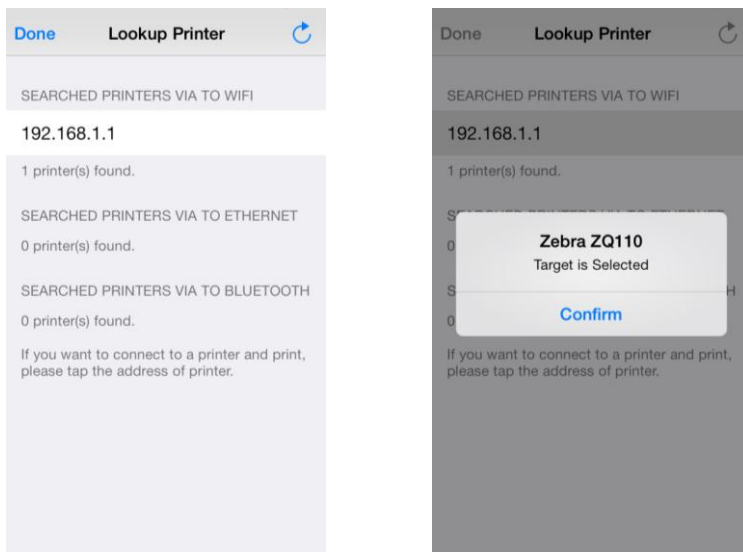 Done Lookup Printer
SEARCHED PRINTERS VIA TO WIFI
192.168.1.1
1 printer(s) found.
SEARCHED PRINTERS VIA TO ETHERNET
0 printer(s) found.
SEARCHED PRINTERS VIA TO BLUETOOTH
0 printer(s) found.
If you want to connect to a printer and print,
please tap the address of printer.
Done Lookup Printer
SEARCHED PRINTERS VIA TO WIFI
192.168.1.1
1 printer(s) found.
0
Zebra ZQ110
Target is Selected
S H
Confirm
0
If you want to connect to a printer and print,
please tap the address of printer.